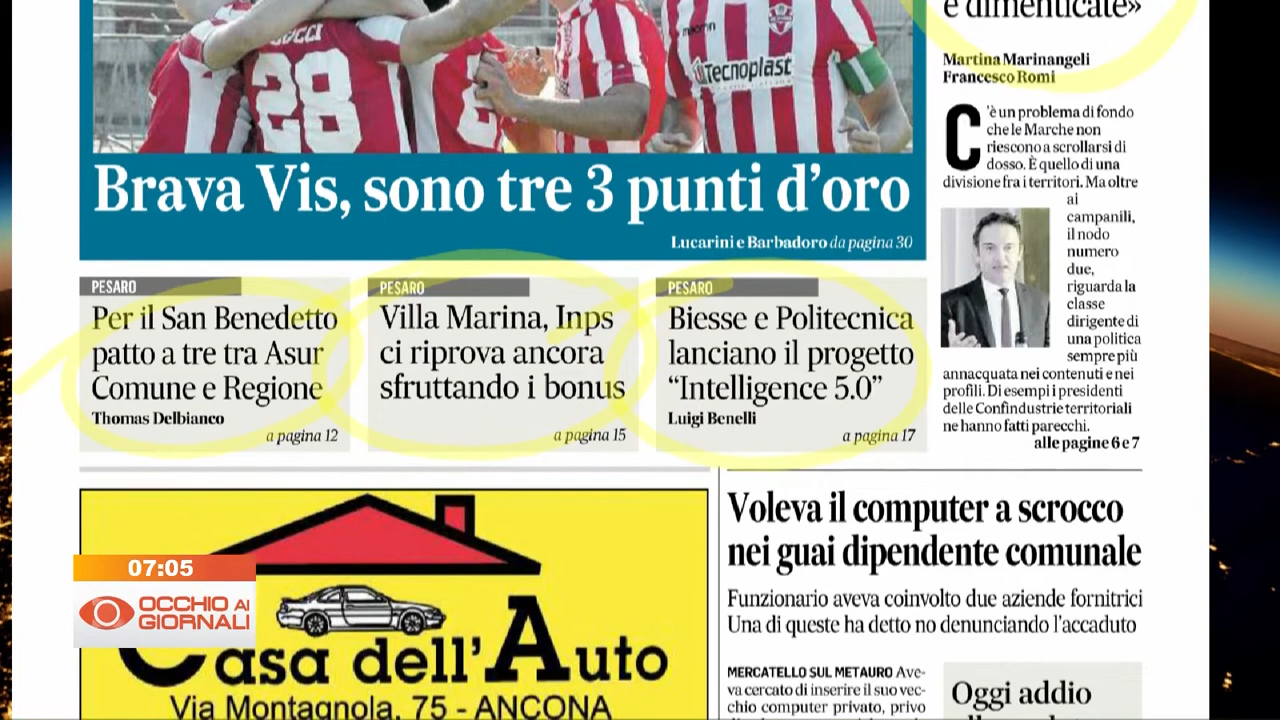 e dimenticate»
UCCI
28
macron
Tecnoplast
Brava Vis, sono tre 3 punti d'oro
Lucarini e Barbadoro da pagina 30
PESARO
Per il San Benedetto
patto a tre tra Asur
Comune e Regione
Thomas Delbianco
a pagina 12
PESARO
Villa Marina, Inps
ci riprova ancora
sfruttando i bonus
a pagina 15
PESARO
Biesse e Politecnica
lanciano il progetto
“Intelligence 5.0”
Luigi Benelli
a pagina 17
Martina Marinangeli
Francesco Romi
C'è un problema di fondo
che le Marche non
riescono a scrollarsi di
dosso. È quello di una
divisione fra i territori. Ma oltre
ai
campanili,
il nodo
numero
due,
riguarda la
classe
dirigente di
una politica
sempre più
annacquata nei contenuti e nei
profili. Di esempi i presidenti
delle Confindustrie territoriali
ne hanno fatti parecchi.
alle pagine 6 e 7
07:05
OCCHIO AI
GIORNALI
Casa dell'Auto
Via Montagnola, 75 - ANCONA
Voleva il computer a scrocco
nei guai dipendente comunale
Funzionario aveva coinvolto due aziende fornitrici
Una di queste ha detto no denunciando l'accaduto
MERCATELLO SUL METAURO Ave-
va cercato di inserire il suo vec-
chio computer privato, privo
Oggi addio